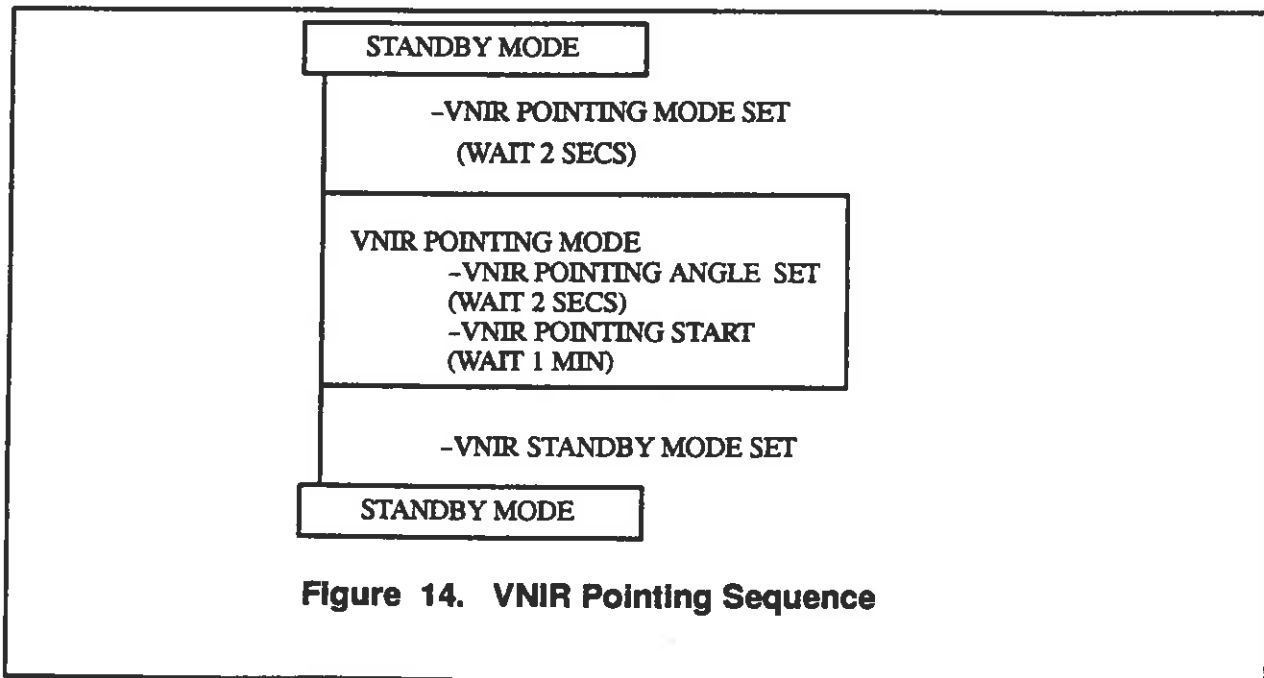 STANDBY MODE
-VNIR POINTING MODE SET
(WAIT 2 SECS)
VNIR POINTING MODE
-VNIR POINTING ANGLE SET
(WAIT 2 SECS)
-VNIR POINTING START
(WAIT 1 MIN)
-VNIR STANDBY MODE SET
STANDBY MODE
Figure 14. VNIR Pointing Sequence